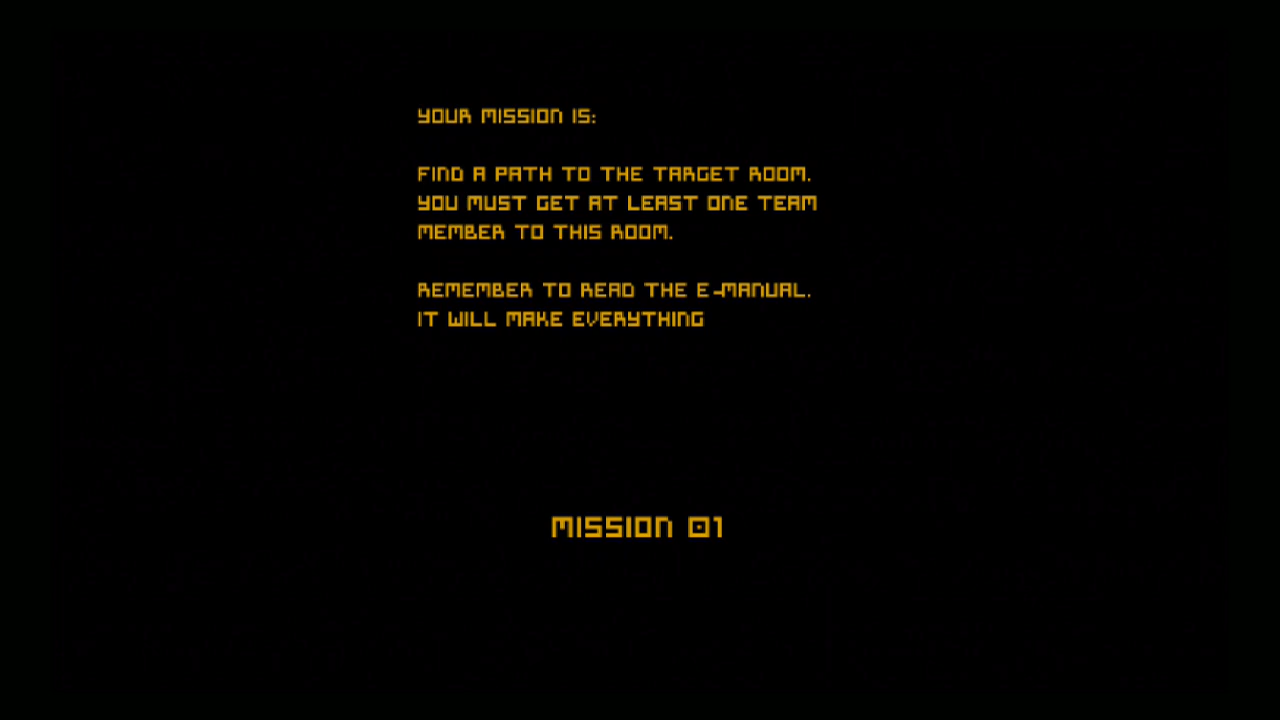 YOUR MISSION IS:
FIND A PATH TO THE TARGET ROOM.
YOU MUST GET AT LEAST ONE TEAM
MEMBER TO THIS ROOM.
REMEMBER TO READ THE E-MANUAL.
IT WILL MAKE EVERYTHING
MISSION 01